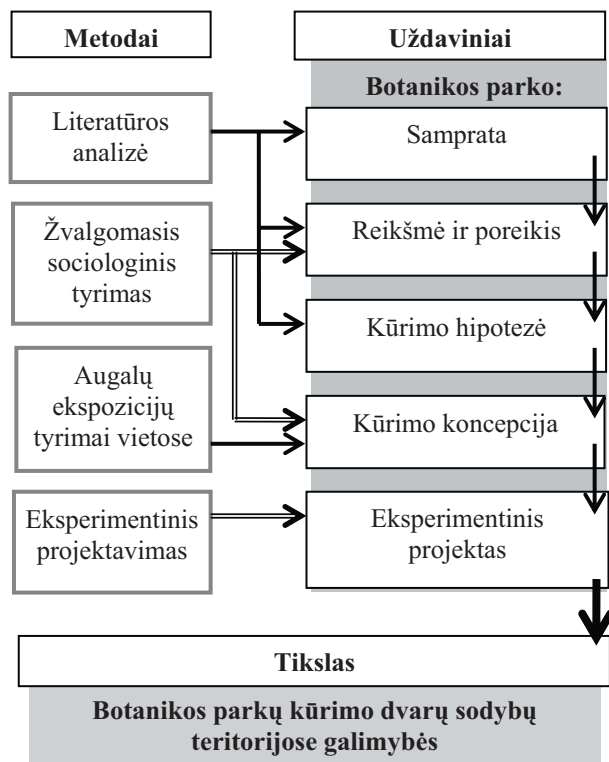 Metodai
Uždaviniai
Botanikos parko:
Literatūros
analizė
Samprata
Žvalgomasis
sociologinis
tyrimas
Reikšmė ir poreikis
Kūrimo hipotezė
Augalų
ekspozicijų
tyrimai vietose
Kūrimo koncepcija
Eksperimentinis
projektavimas
Eksperimentinis
projektas
Tikslas
Botanikos parkų kūrimo dvarų sodybų
teritorijose galimybės